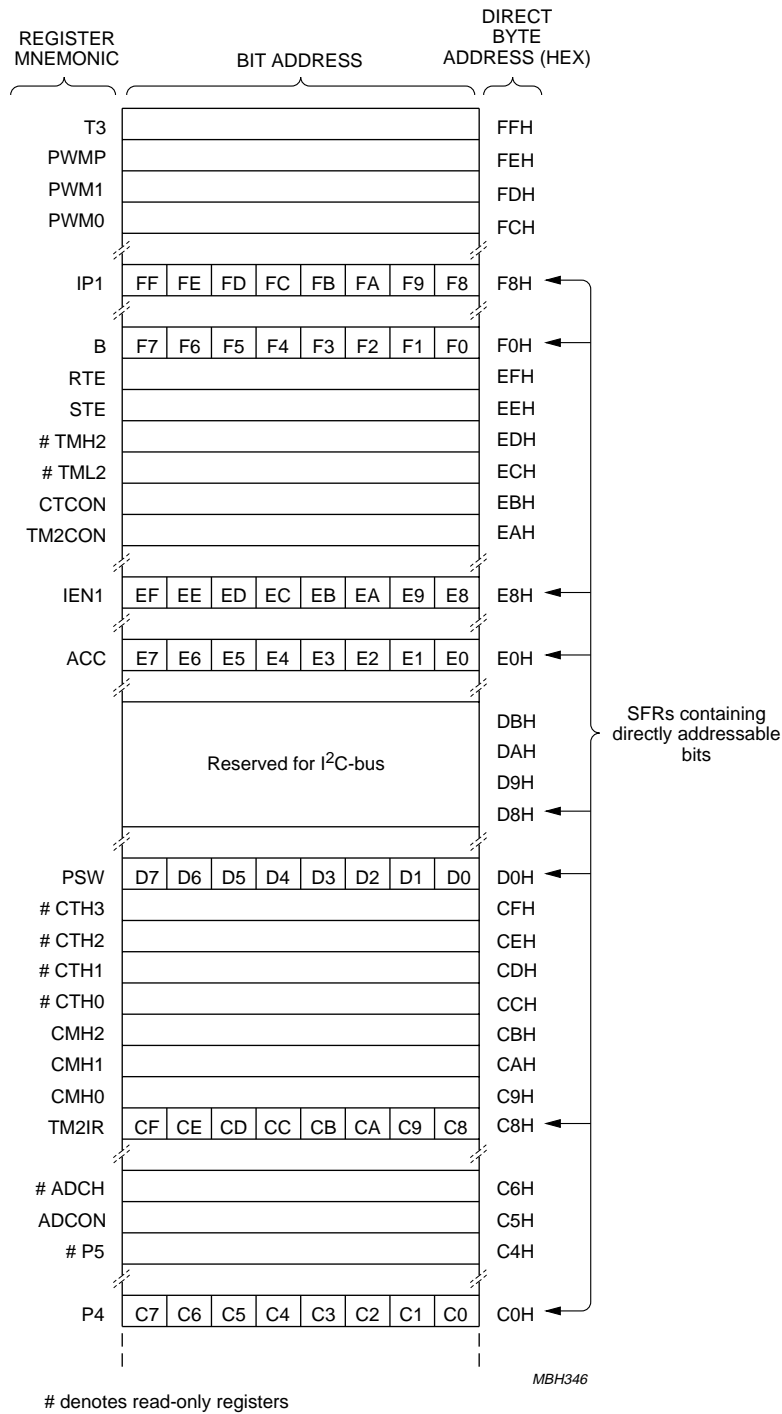 REGISTER
MNEMONIC
BIT ADDRESS
DIRECT
BYTE
ADDRESS (HEX)
T3 FFH
PWMP FEH
PWM1 FDH
PWM0 FCH
IP1 FF FE FD FC FB FA F9 F8 F8H
B F7 F6 F5 F4 F3 F2 F1 F0 F0H
RTE EFH
STE EEH
# TMH2 EDH
# TML2 ECH
CTCON EBH
TM2CON EAH
IEN1 EF EE ED EC EB EA E9 E8 E8H
ACC E7 E6 E5 E4 E3 E2 E1 E0 E0H
Reserved for I2C-bus
DBH
DAH
D9H
D8H
SFRs containing
directly addressable
bits
PSW D7 D6 D5 D4 D3 D2 D1 D0 D0H
# CTH3 CFH
# CTH2 CEH
# CTH1 CDH
# CTH0 CCH
CMH2 CBH
CMH1 CAH
CMH0 C9H
TM2IR CF CE CD CC CB CA C9 C8 C8H
# ADCH C6H
ADCON C5H
# P5 C4H
P4 C7 C6 C5 C4 C3 C2 C1 C0 C0H
MBH346
# denotes read-only registers